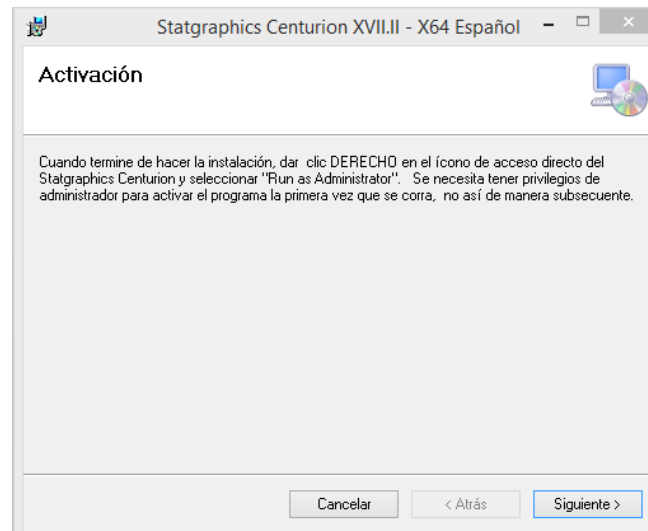 Statgraphics Centurion XVII.II - X64 Español
Activación
Cuando termine de hacer la instalación, dar clic DERECHO en el ícono de acceso directo del
Statgraphics Centurion y seleccionar "Run as Administrator". Se necesita tener privilegios de
administrador para activar el programa la primera vez que se corra, no así de manera subsecuente.
Cancelar
< Atrás
Siguiente >